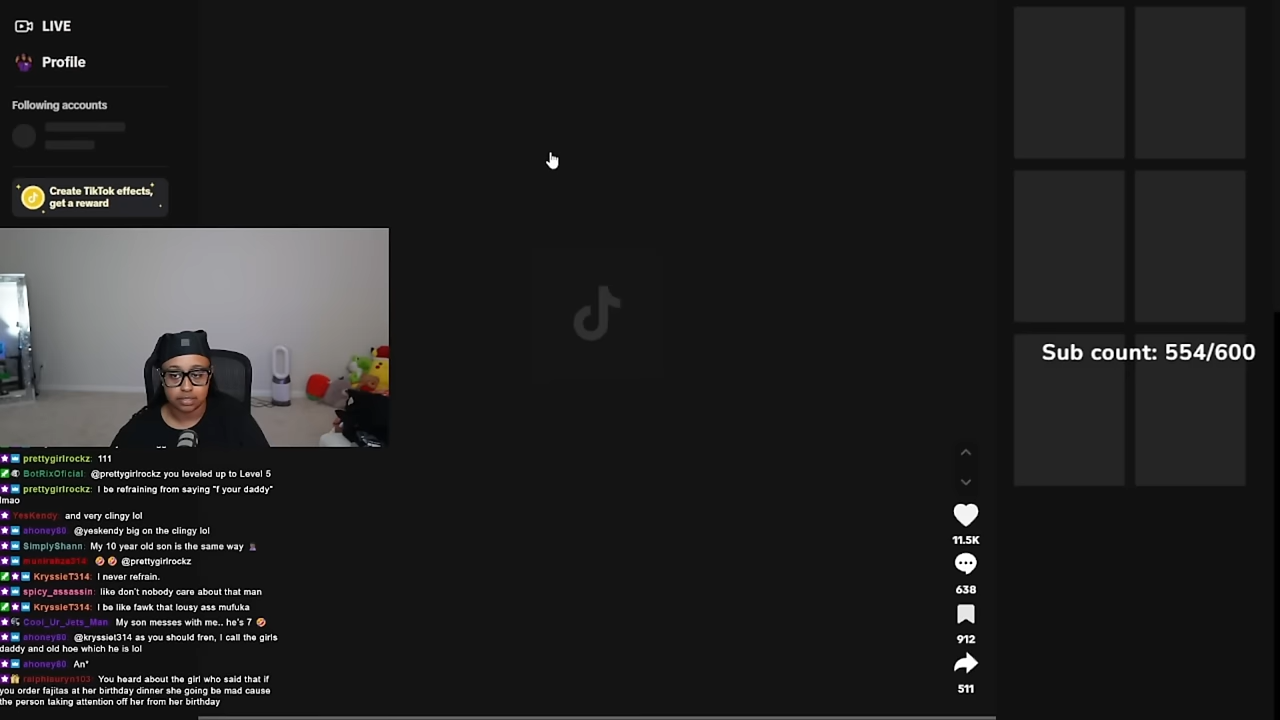 LIVE
Profile
Following accounts
Create TikTok effects,
get a reward
Sub count: 554/600
prettygirlrockz: 111
BotRixOficial: @prettygirlrockz you leveled up to Level 5
prettygirlrockz: I be refraining from saying "f your daddy"
lmao
YesKendy: and very clingy lol
ahoney80: @yeskendy big on the clingy lol
SimplyShann: My 10 year old son is the same way
@prettygirlrockz
KryssieT314: I never refrain.
spicy_assassin: like don't nobody care about that man
KryssieT314: I be like fawk that lousy ass mufuka
Cool_Ur_Jets_Man: My son messes with me.. he's 7
ahoney80: @kryssiet314 as you should fren, I call the girls
daddy and old hoe which he is lol
ahoney80: An*
ralphlauryn103: You heard about the girl who said that if
you order fajitas at her birthday dinner she going be mad cause
the person taking attention off her from her birthday
11.5K
638
912
511